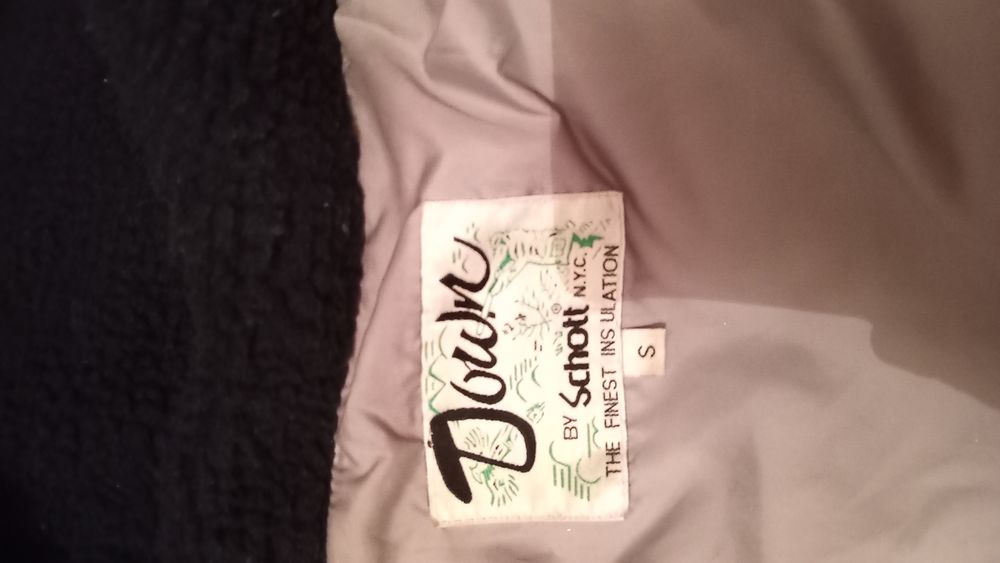 Down
BY Schott® N.Y.C.
THE FINEST INSULATION
S